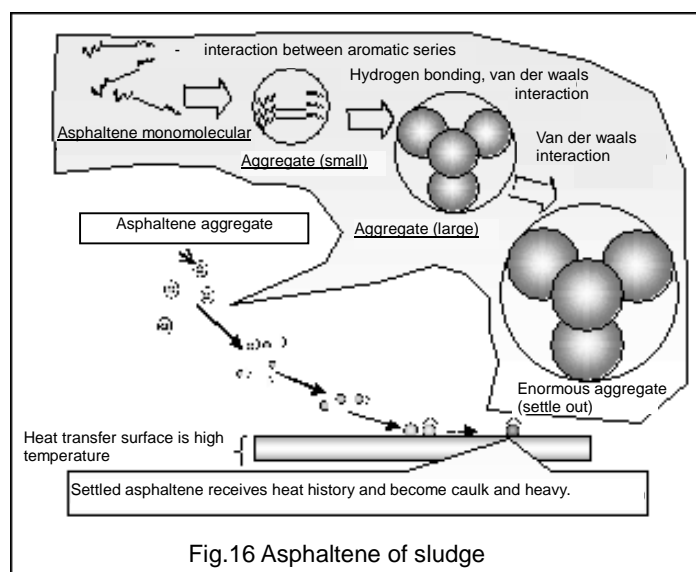 - interaction between aromatic series
Hydrogen bonding, van der waals
interaction
Asphaltene monomolecular
Aggregate (small)
Van der waals
interaction
Asphaltene aggregate
Aggregate (large)
Enormous aggregate
(settle out)
Heat transfer surface is high
temperature
Settled asphaltene receives heat history and become caulk and heavy.
Fig.16 Asphaltene of sludge